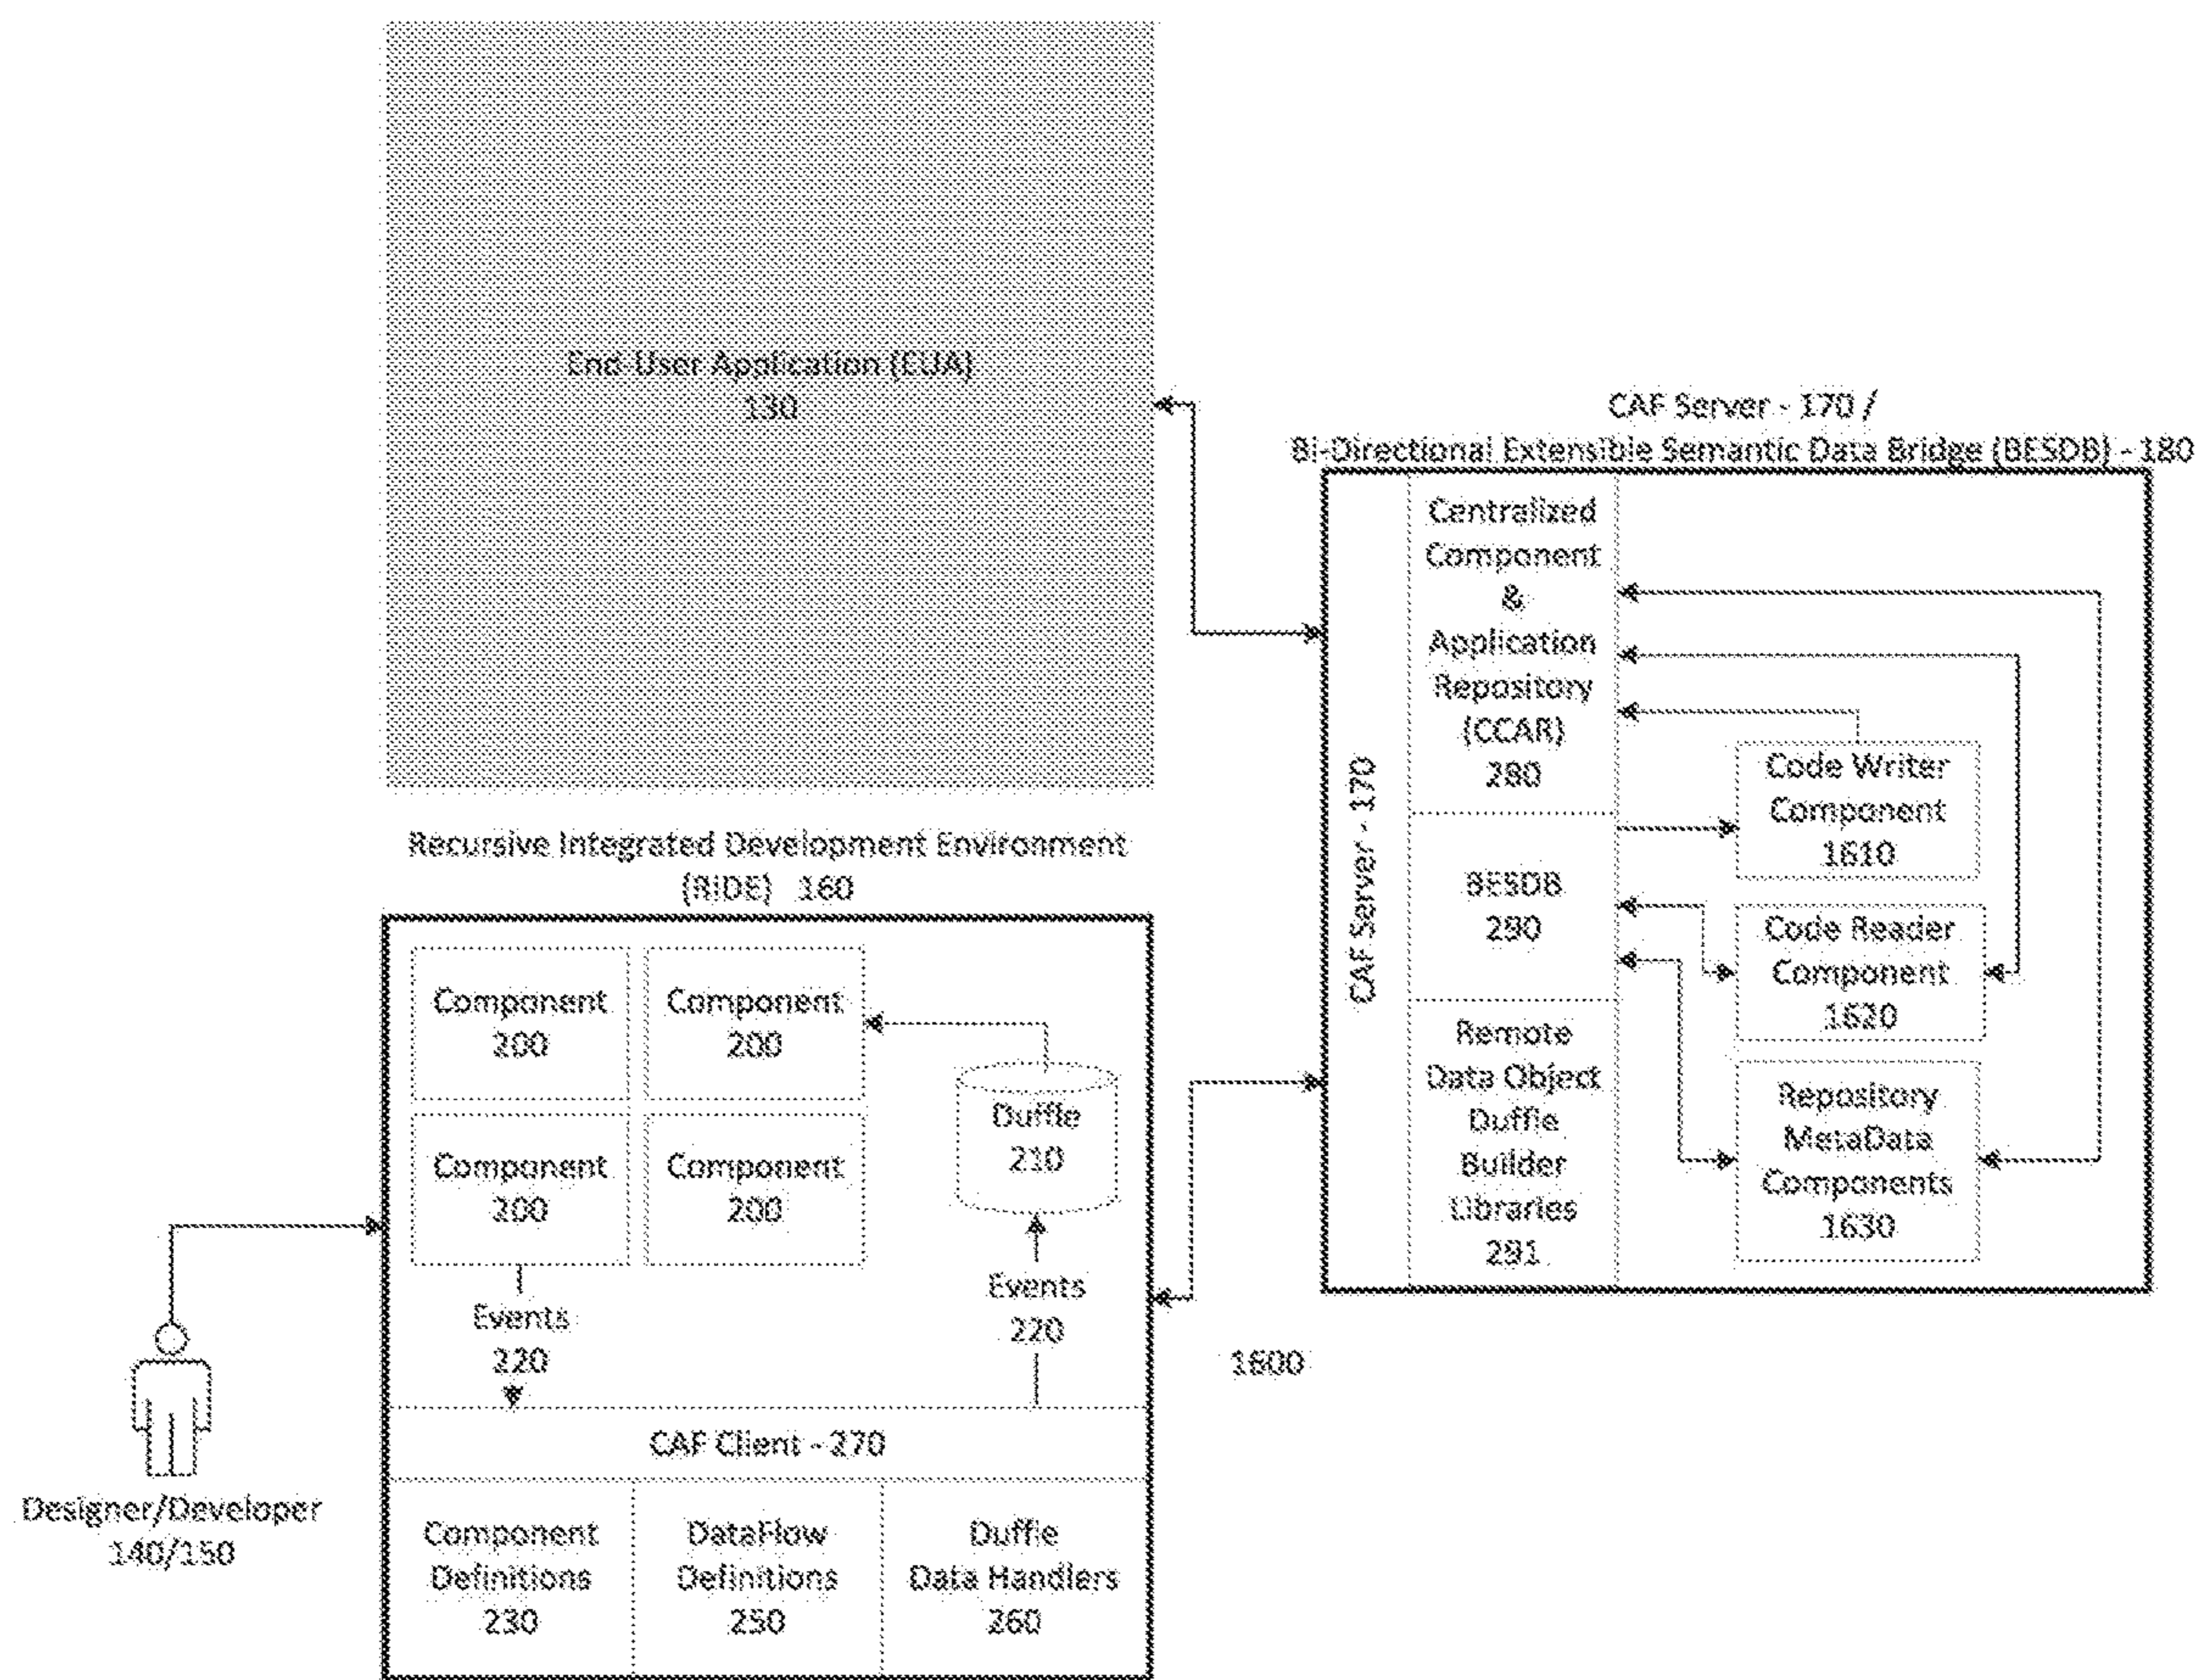 End-User Application (EUA)
130
CAF Server - 170 /
Bi-Directional Extensible Semantic Data Bridge (BESDB) - 180
CAF Server - 170
Centralized
Component
&
Application
Repository
(CCAR)
280
BESDB
290
Remote
Data Object
Duffle
Builder
Libraries
291
Code Writer
Component
1610
Code Reader
Component
1620
Repository
MetaData
Components
1630
Recursive Integrated Development Environment
(RIDE) 160
Component
200
Component
200
Component
200
Component
200
Duffle
210
Events
220
Events
220
CAF Client - 270
Component
Definitions
230
DataFlow
Definitions
250
Duffle
Data Handlers
260
1600
Designer/Developer
140/150